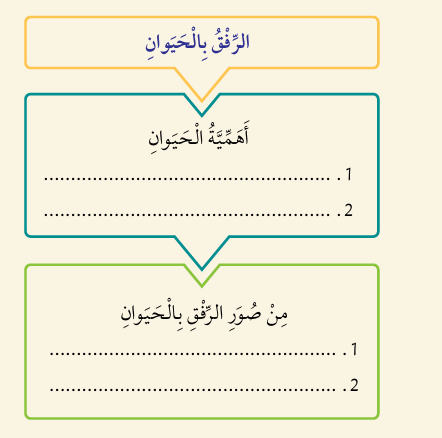 الرِّفْقُ بِالْحَيَوانِ
أَهَمِّيَّةُ الْحَيَوانِ
1. ......................................................
2. ......................................................
مِنْ صُوَرِ الرِّفْقِ بِالْحَيَوانِ
1. ......................................................
2. ......................................................